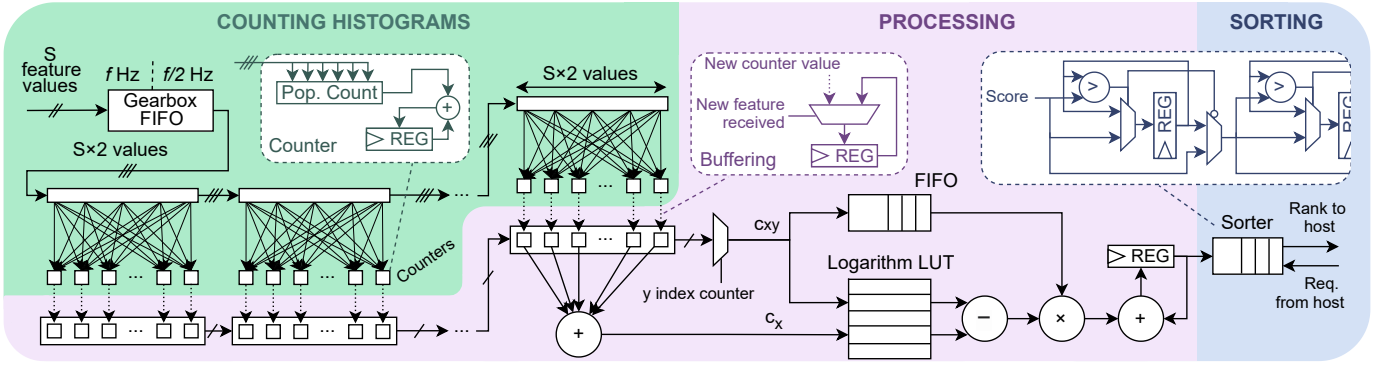 COUNTING HISTOGRAMS
PROCESSING
SORTING
S
feature
values
f Hz
f/2 Hz
Gearbox
FIFO
S×2 values
Pop. Count
+
REG
Counter
S×2 values
...
...
...
...
Counters
...
...
...
...
New counter value
New feature
received
REG
Buffering
...
y index counter
+
cxy
cx
FIFO
Logarithm LUT
−
×
+
REG
Score
>
REG
>
REG
Sorter
Rank to
host
Req.
from host